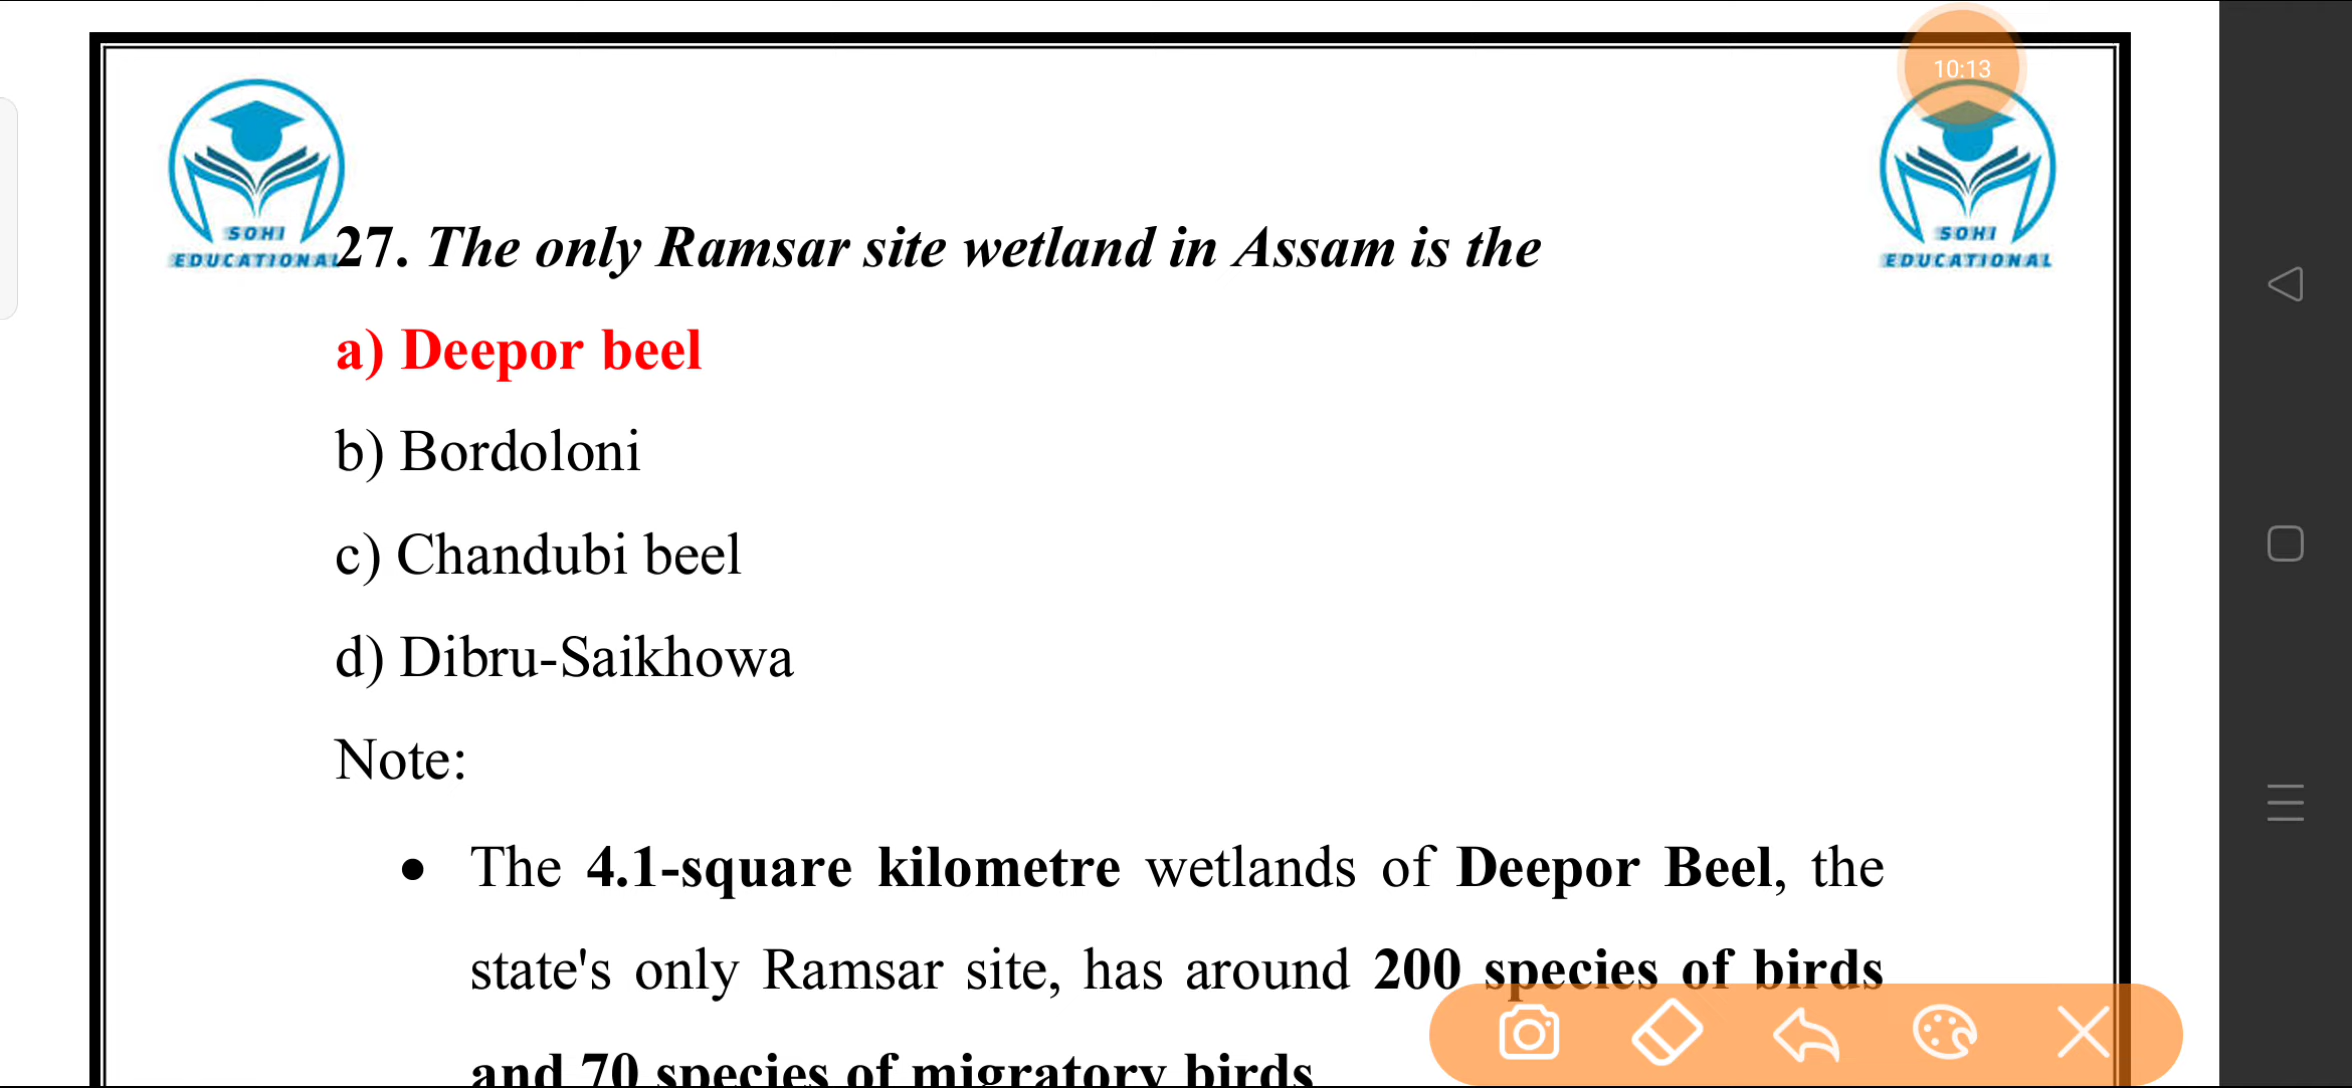 10:13
SOHI
EDUCATIONAL
SOHI
EDUCATIONAL
27. The only Ramsar site wetland in Assam is the
a) Deepor beel
b) Bordoloni
c) Chandubi beel
d) Dibru-Saikhowa
Note:
• The 4.1-square kilometre wetlands of Deepor Beel, the
state's only Ramsar site, has around 200 species of birds
and 70 species of migratory birds